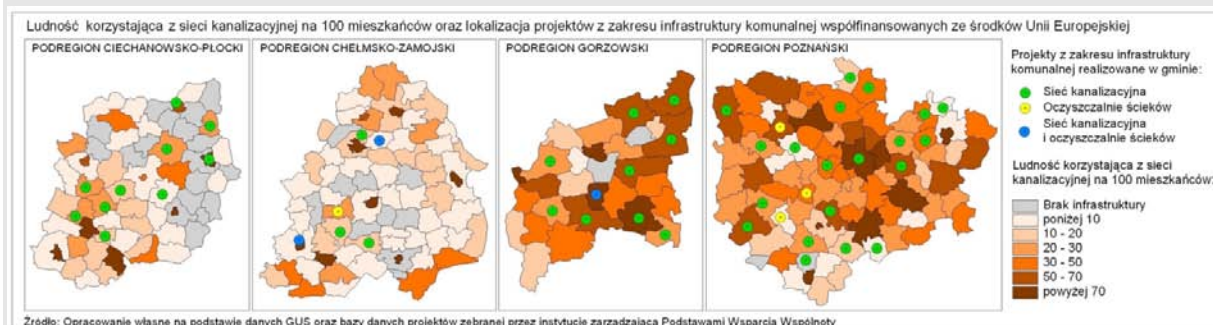 Ludność korzystająca z sieci kanalizacyjnej na 100 mieszkańców oraz lokalizacja projektów z zakresu infrastruktury komunalnej współfinansowanych ze środków Unii Europejskiej
PODREGION CIECHANOWSKO-PŁOCKI
PODREGION CHEŁMSKO-ZAMOJSKI
PODREGION GORZOWSKI
PODREGION POZNAŃSKI
Projekty z zakresu infrastruktury
komunalnej realizowane w gminie:
Sieć kanalizacyjna
Oczyszczalnie ścieków
Sieć kanalizacyjna
i oczyszczalnie ścieków
Ludność korzystająca z sieci
kanalizacyjnej na 100 mieszkańców:
Brak infrastruktury
poniżej 10
10 - 20
20 - 30
30 - 50
50 - 70
powyżej 70
Źródło: Opracowanie własne na podstawie danych GUS oraz bazy danych projektów zebranej przez instytucję zarządzającą Podstawami Wsparcia Wspólnoty